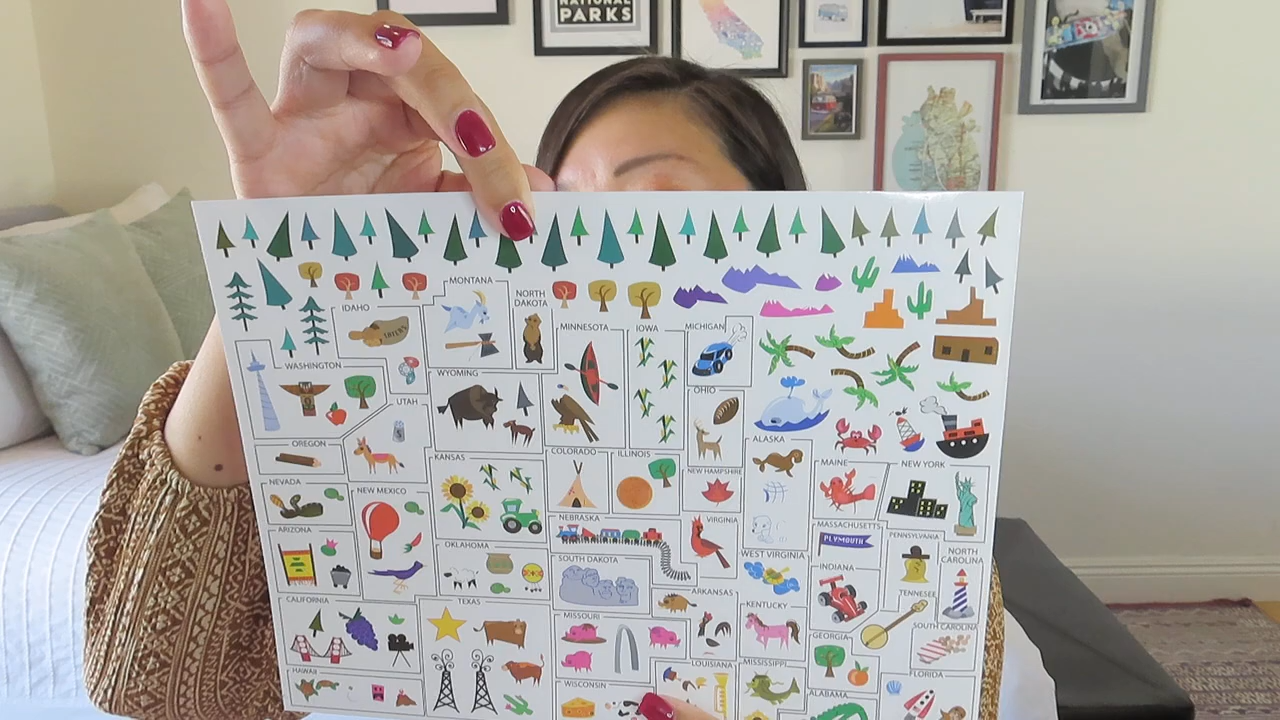 NATIONAL
PARKS
MONTANA
NORTH
DAKOTA
IDAHO
MINNESOTA
IOWA
MICHIGAN
WASHINGTON
WYOMING
OHIO
UTAH
OREGON
KANSAS
COLORADO
ILLINOIS
ALASKA
NEW HAMPSHIRE
MAINE
NEW YORK
NEVADA
NEW MEXICO
NEBRASKA
VIRGINIA
MASSACHUSETTS
PLYMOUTH
PENNSYLVANIA
ARIZONA
OKLAHOMA
SOUTH DAKOTA
WEST VIRGINIA
INDIANA
NORTH
CAROLINA
CALIFORNIA
TEXAS
MISSOURI
ARKANSAS
KENTUCKY
TENNESEE
GEORGIA
SOUTH CAROLINA
HAWAII
WISCONSIN
LOUISIANA
MISSISSIPPI
ALABAMA
FLORIDA